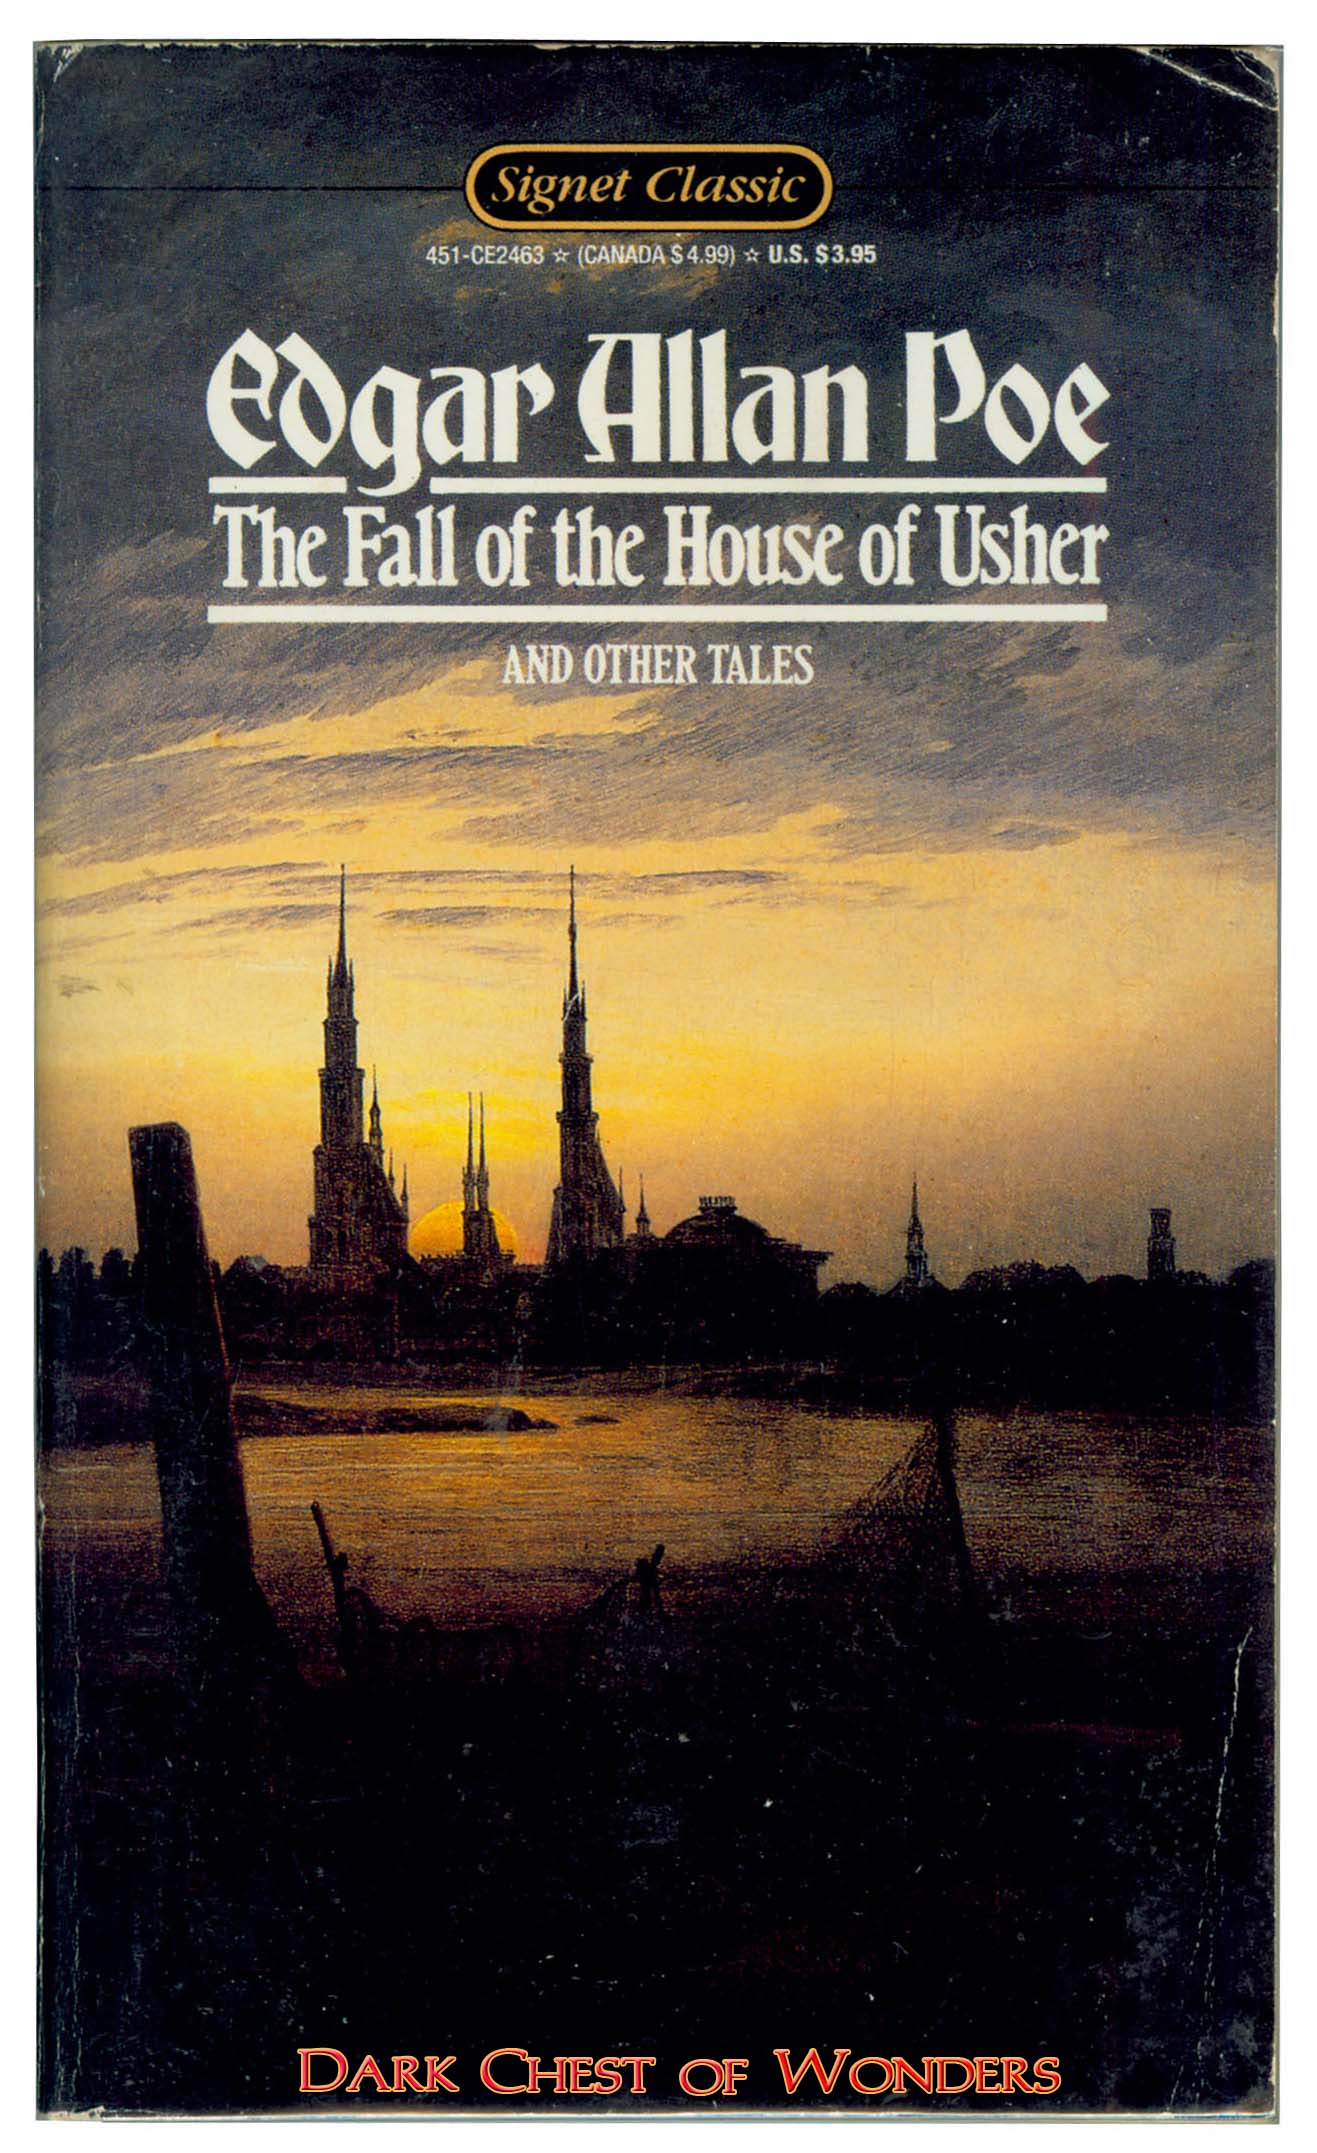 Signet Classic
451-CE2463 ☆ (CANADA $4.99) ☆ U.S. $3.95
Edgar Allan Poe
The Fall of the House of Usher
AND OTHER TALES
DARK CHEST OF WONDERS